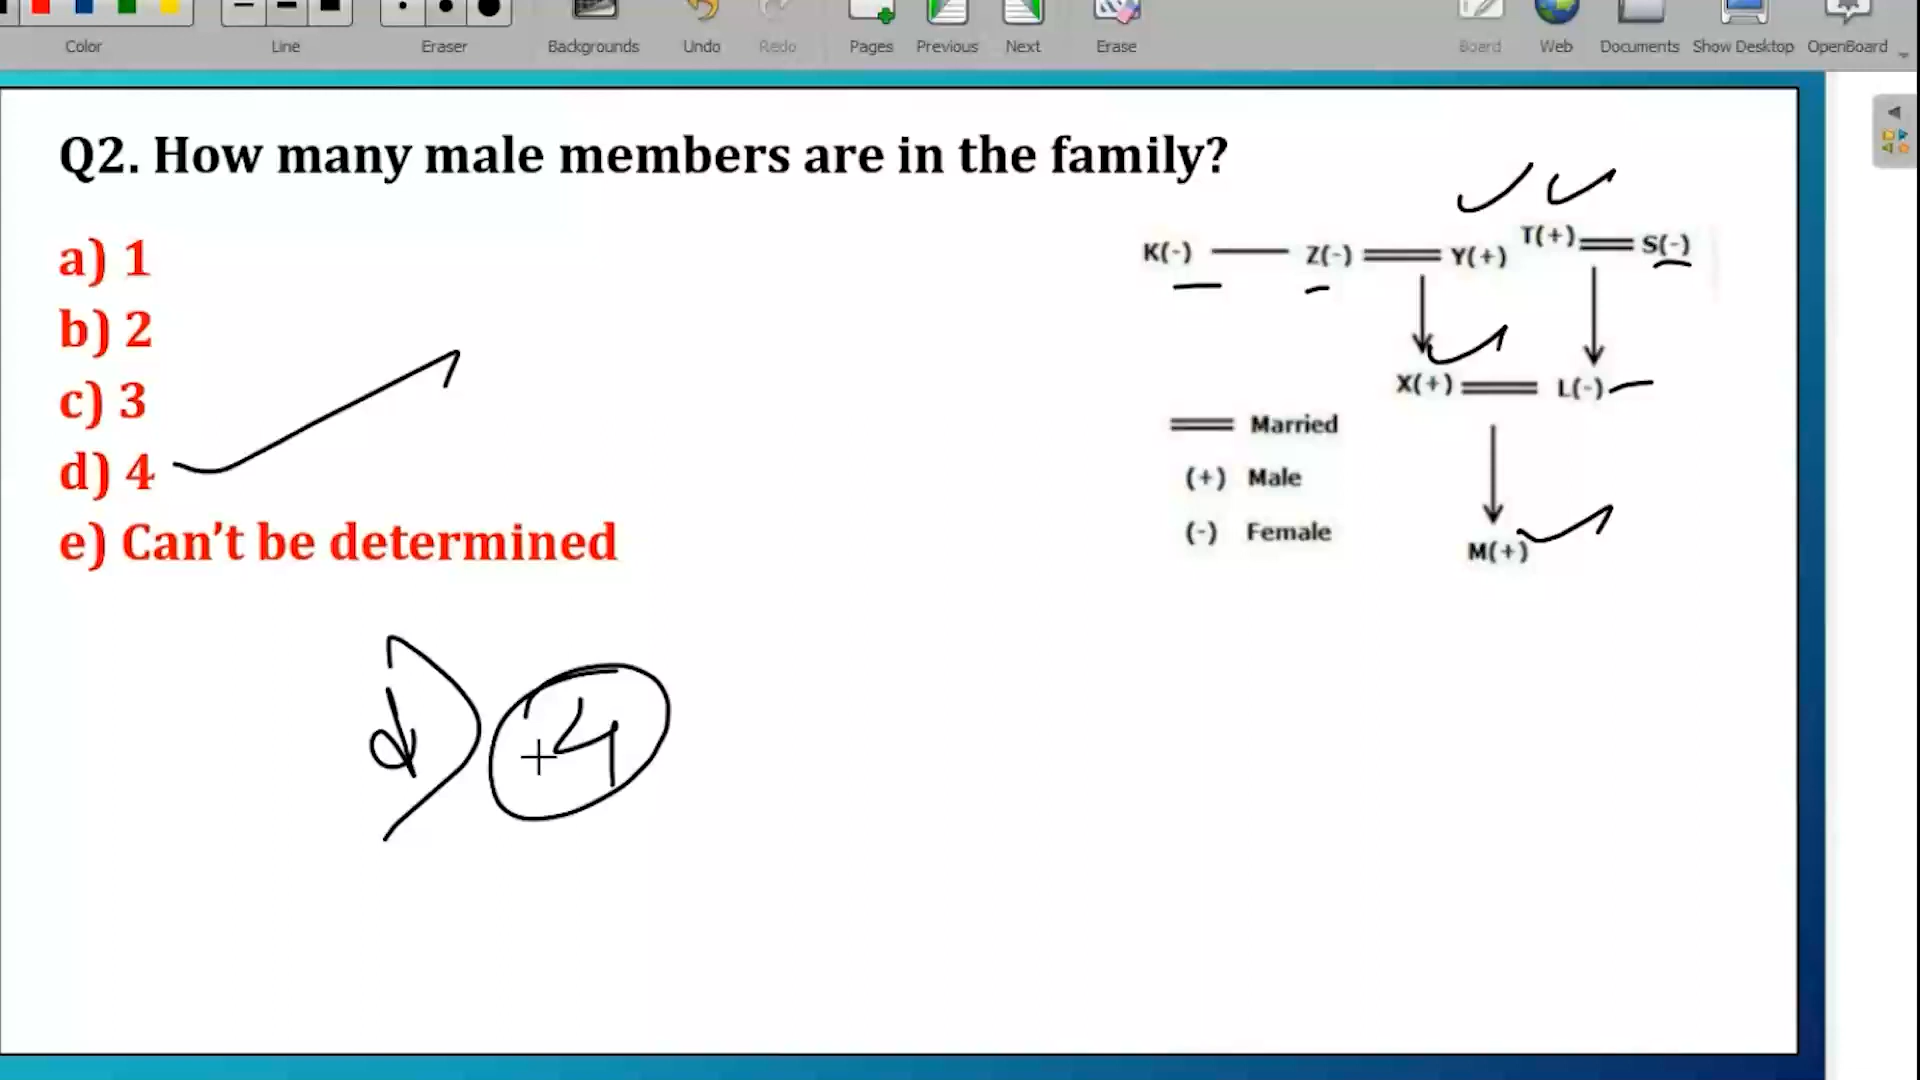 Color Line Eraser Backgrounds Undo Redo Pages Previous Next Erase Board Web Documents Show Desktop OpenBoard
Q2. How many male members are in the family?
a) 1
b) 2
c) 3
d) 4
e) Can’t be determined
K(-) Z(-) Y(+) T(+) S(-)
X(+) L(-)
Married
(+) Male
(-) Female
M(+)
d) 4